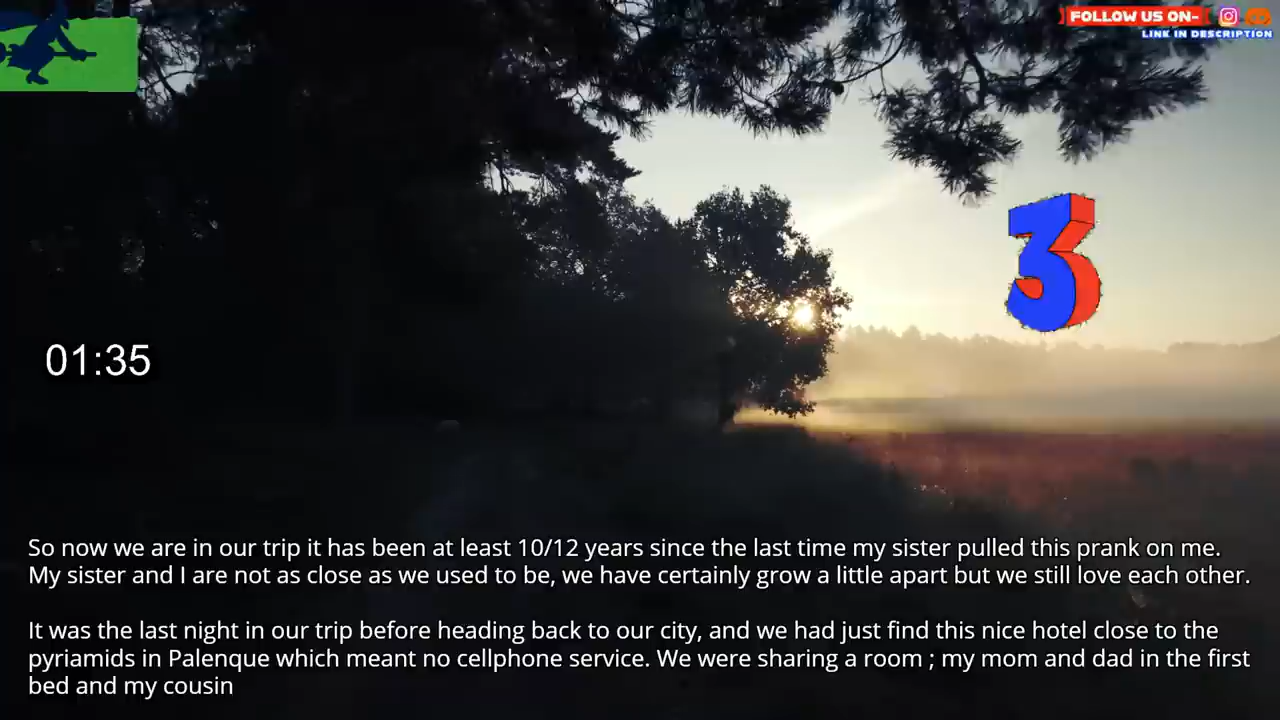 FOLLOW US ON-
LINK IN DESCRIPTION
3
01:35
So now we are in our trip it has been at least 10/12 years since the last time my sister pulled this prank on me.
My sister and I are not as close as we used to be, we have certainly grow a little apart but we still love each other.
It was the last night in our trip before heading back to our city, and we had just find this nice hotel close to the
pyriamids in Palenque which meant no cellphone service. We were sharing a room ; my mom and dad in the first
bed and my cousin